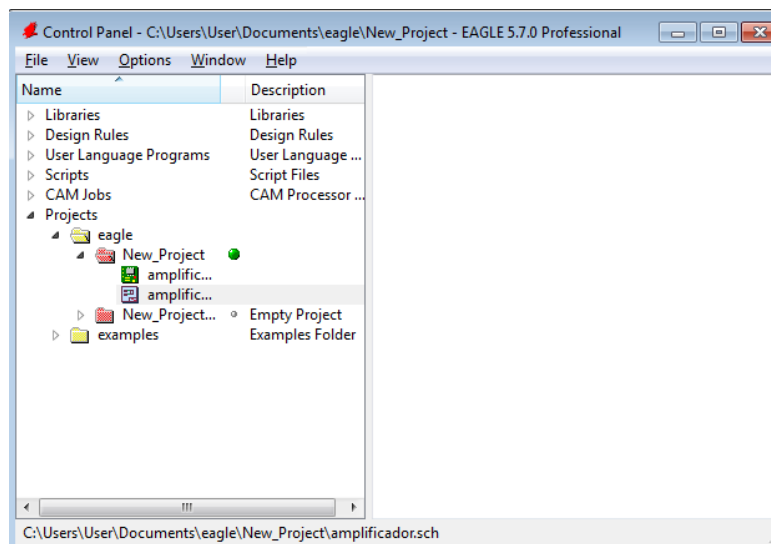 Control Panel - C:\Users\User\Documents\eagle\New_Project - EAGLE 5.7.0 Professional
File View Options Window Help
Name Description
Libraries Libraries
Design Rules Design Rules
User Language Programs User Language ...
Scripts Script Files
CAM Jobs CAM Processor ...
Projects
eagle
New_Project
amplific...
amplific...
New_Project... Empty Project
examples Examples Folder
C:\Users\User\Documents\eagle\New_Project\amplificador.sch